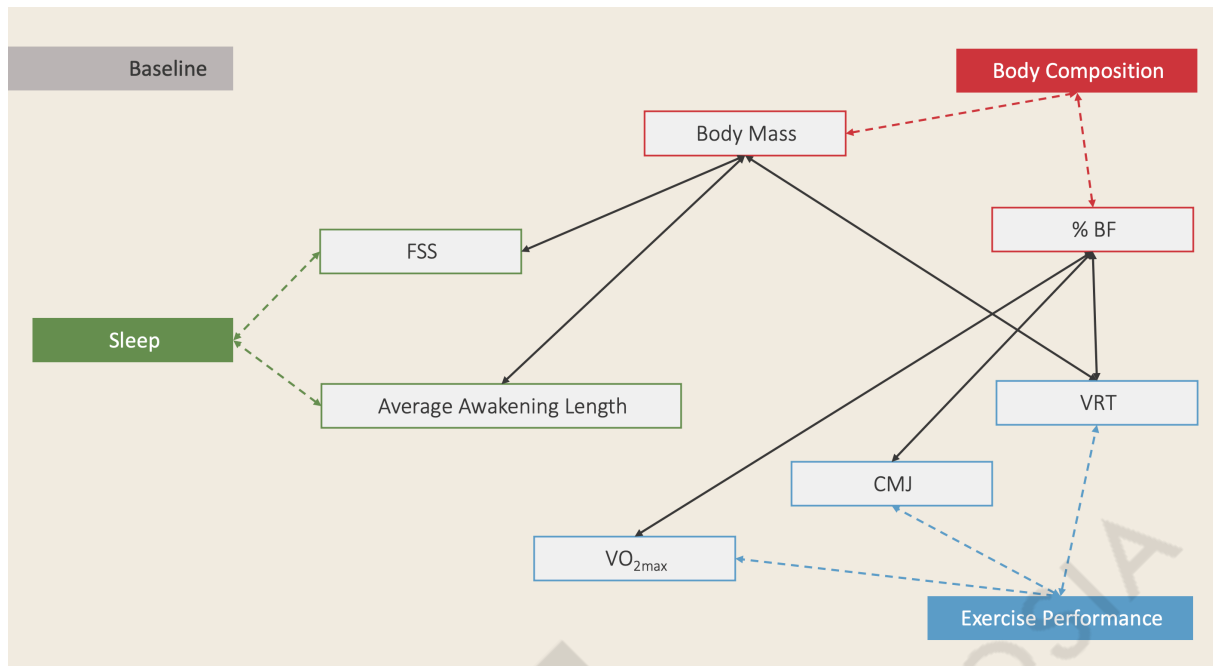 Baseline
Body Composition
Body Mass
% BF
FSS
Sleep
Average Awakening Length
VRT
CMJ
VO2max
Exercise Performance